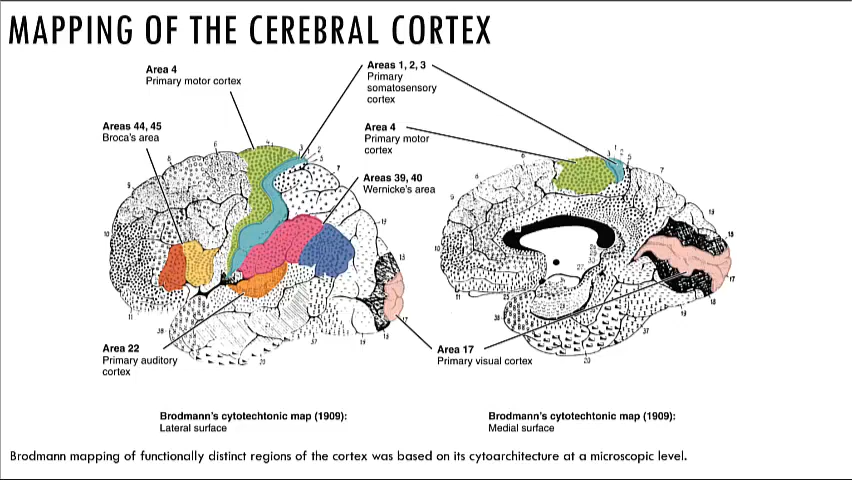 MAPPING OF THE CEREBRAL CORTEX
Area 4
Primary motor cortex
Areas 1, 2, 3
Primary
somatosensory
cortex
Areas 44, 45
Broca's area
Area 4
Primary motor
cortex
Areas 39, 40
Wernicke's area
Area 22
Primary auditory
cortex
Area 17
Primary visual cortex
Brodmann's cytotechtonic map (1909):
Lateral surface
Brodmann's cytotechtonic map (1909):
Medial surface
Brodmann mapping of functionally distinct regions of the cortex was based on its cytoarchitecture at a microscopic level.